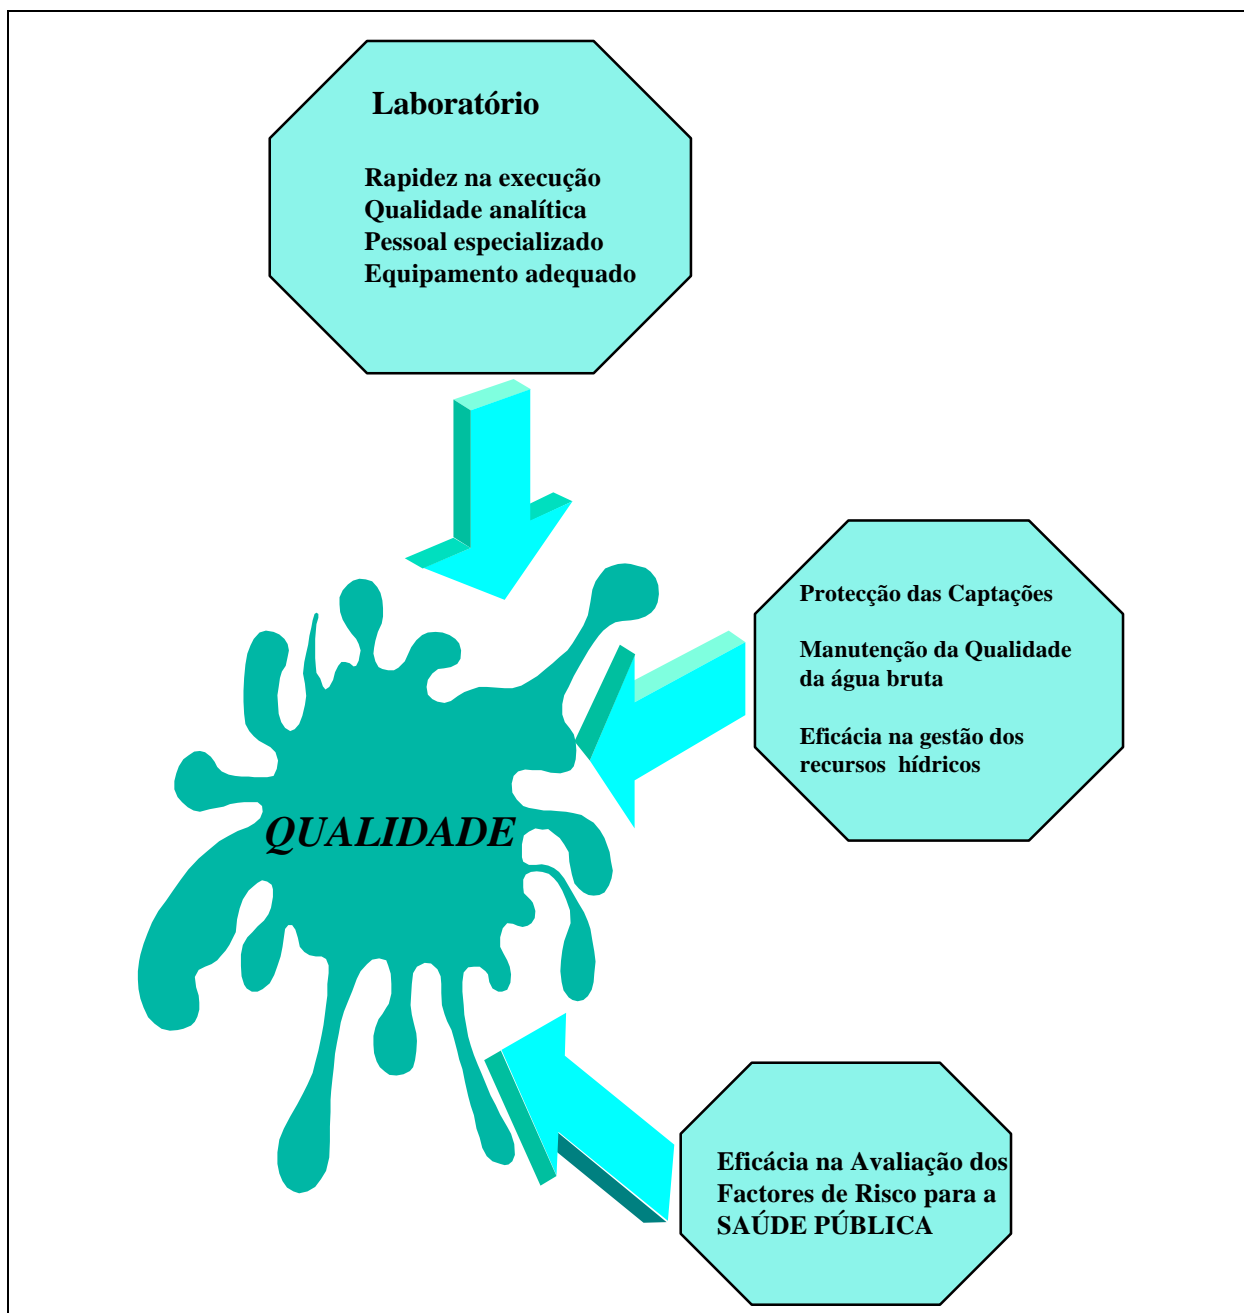 Laboratório
Rapidez na execução
Qualidade analítica
Pessoal especializado
Equipamento adequado
Protecção das Captações
Manutenção da Qualidade
da água bruta
Eficácia na gestão dos
recursos hídricos
QUALIDADE
Eficácia na Avaliação dos
Factores de Risco para a
SAÚDE PÚBLICA